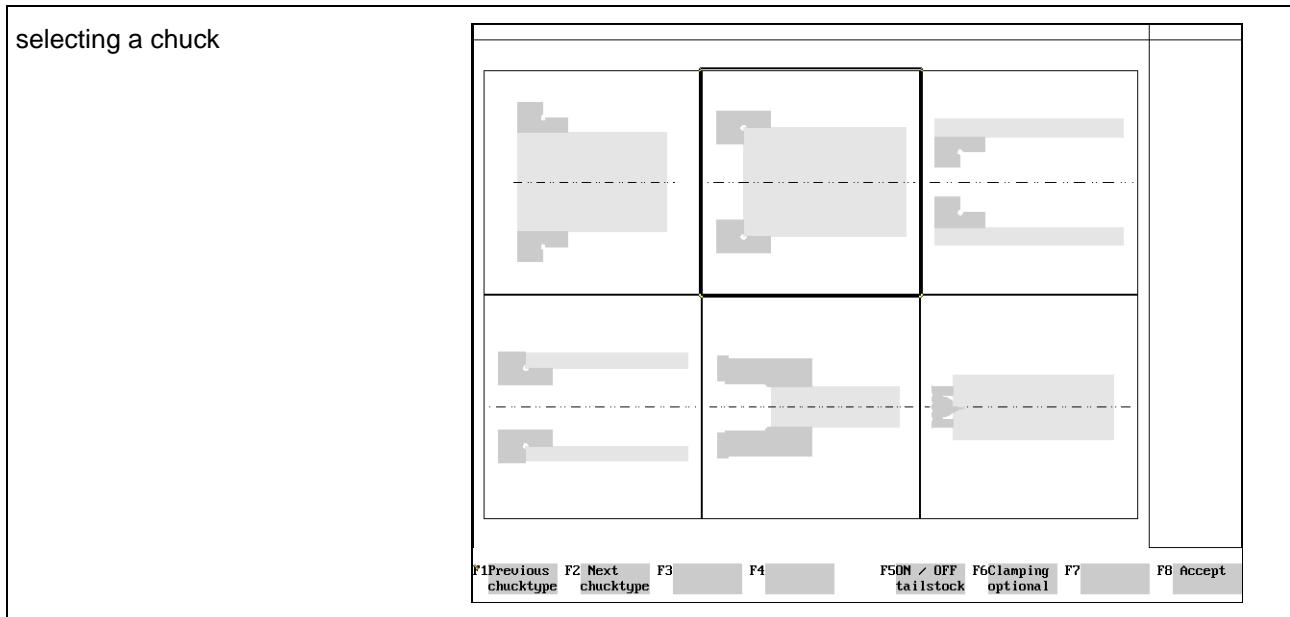 selecting a chuck
F1Previous F2 Next F3 F4 F5ON / OFF F6Clamping F7 F8 Accept
chucktype chucktype tailstock optional